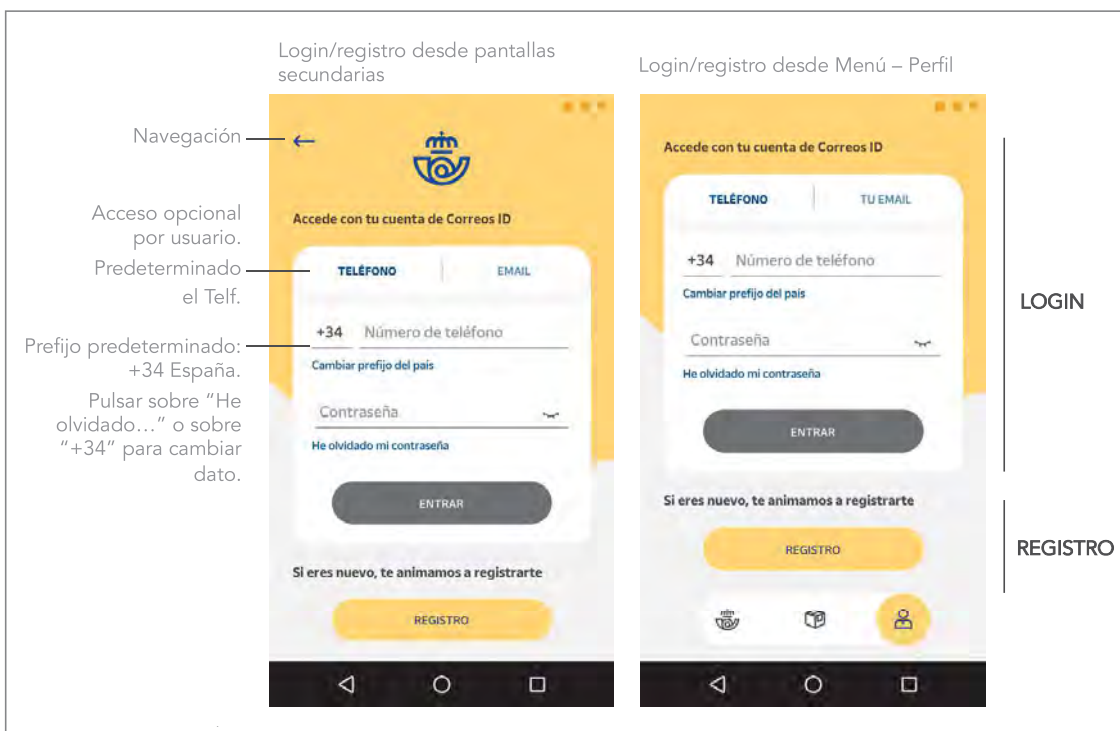 Login/registro desde pantallas
secundarias
Login/registro desde Menú – Perfil
Navegación
Acceso opcional
por usuario.
Predeterminado
el Telf.
Prefijo predeterminado:
+34 España.
Pulsar sobre “He
olvidado…” o sobre
“+34” para cambiar
dato.
Accede con tu cuenta de Correos ID
TELÉFONO EMAIL
+34 Número de teléfono
Cambiar prefijo del país
Contraseña
He olvidado mi contraseña
ENTRAR
Si eres nuevo, te animamos a registrarte
REGISTRO
Accede con tu cuenta de Correos ID
TELÉFONO TU EMAIL
+34 Número de teléfono
Cambiar prefijo del país
Contraseña
He olvidado mi contraseña
ENTRAR
Si eres nuevo, te animamos a registrarte
REGISTRO
LOGIN
REGISTRO